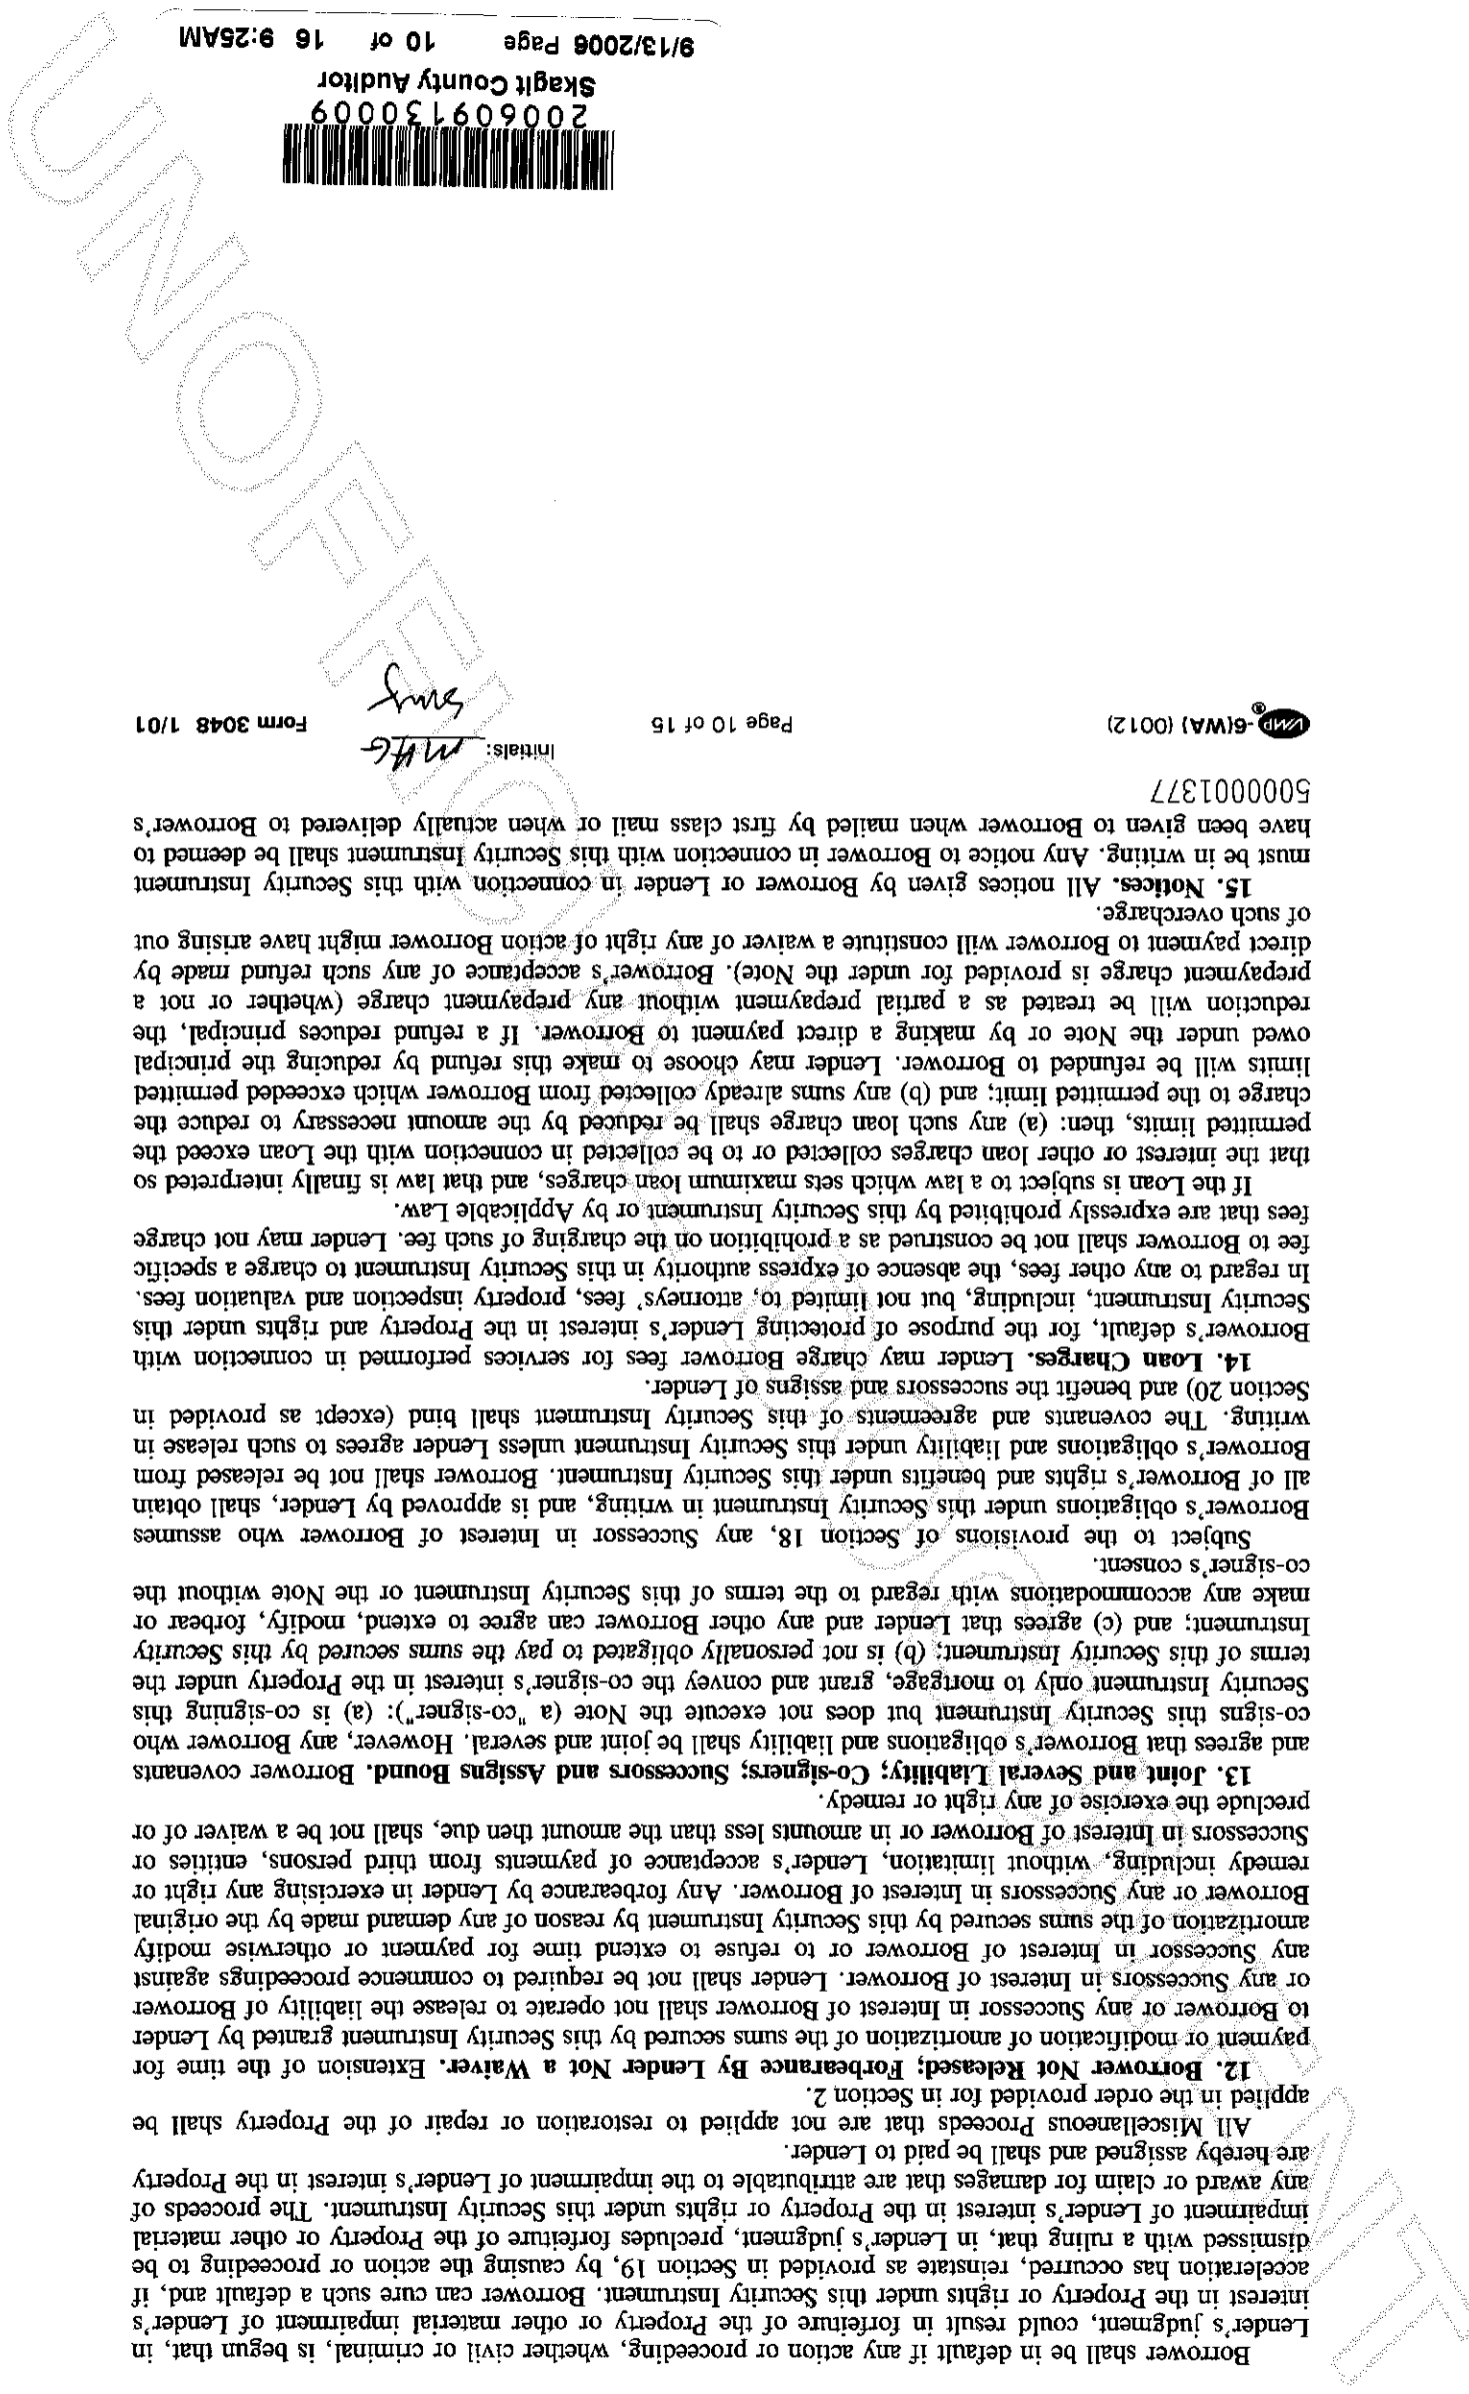 Borrower shall be in default if any action or proceeding, whether civil or criminal, is begun that, in
Lender's judgment, could result in forfeiture of the Property or other material impairment of Lender's
interest in the Property or rights under this Security Instrument. Borrower can cure such a default and, if
acceleration has occurred, reinstate as provided in Section 19, by causing the action or proceeding to be
dismissed with a ruling that, in Lender's judgment, precludes forfeiture of the Property or other material
impairment of Lender's interest in the Property or rights under this Security Instrument. The proceeds of
any award or claim for damages that are attributable to the impairment of Lender's interest in the Property
are hereby assigned and shall be paid to Lender.
All Miscellaneous Proceeds that are not applied to restoration or repair of the Property shall be
applied in the order provided for in Section 2.
12. Borrower Not Released; Forbearance By Lender Not a Waiver. Extension of the time for
payment or modification of amortization of the sums secured by this Security Instrument granted by Lender
to Borrower or any Successor in Interest of Borrower shall not operate to release the liability of Borrower
or any Successors in Interest of Borrower. Lender shall not be required to commence proceedings against
any Successor in Interest of Borrower or to refuse to extend time for payment or otherwise modify
amortization of the sums secured by this Security Instrument by reason of any demand made by the original
Borrower or any Successors in Interest of Borrower. Any forbearance by Lender in exercising any right or
remedy including, without limitation, Lender's acceptance of payments from third persons, entities or
Successors in Interest of Borrower or in amounts less than the amount then due, shall not be a waiver of or
preclude the exercise of any right or remedy.
13. Joint and Several Liability; Co-signers; Successors and Assigns Bound. Borrower covenants
and agrees that Borrower's obligations and liability shall be joint and several. However, any Borrower who
co-signs this Security Instrument but does not execute the Note (a "co-signer"): (a) is co-signing this
Security Instrument only to mortgage, grant and convey the co-signer's interest in the Property under the
terms of this Security Instrument; (b) is not personally obligated to pay the sums secured by this Security
Instrument; and (c) agrees that Lender and any other Borrower can agree to extend, modify, forbear or
make any accommodations with regard to the terms of this Security Instrument or the Note without the
co-signer's consent.
Subject to the provisions of Section 18, any Successor in Interest of Borrower who assumes
Borrower's obligations under this Security Instrument in writing, and is approved by Lender, shall obtain
all of Borrower's rights and benefits under this Security Instrument. Borrower shall not be released from
Borrower's obligations and liability under this Security Instrument unless Lender agrees to such release in
writing. The covenants and agreements of this Security Instrument shall bind (except as provided in
Section 20) and benefit the successors and assigns of Lender.
14. Loan Charges. Lender may charge Borrower fees for services performed in connection with
Borrower's default, for the purpose of protecting Lender's interest in the Property and rights under this
Security Instrument, including, but not limited to, attorneys' fees, property inspection and valuation fees.
In regard to any other fees, the absence of express authority in this Security Instrument to charge a specific
fee to Borrower shall not be construed as a prohibition on the charging of such fee. Lender may not charge
fees that are expressly prohibited by this Security Instrument or by Applicable Law.
If the Loan is subject to a law which sets maximum loan charges, and that law is finally interpreted so
that the interest or other loan charges collected or to be collected in connection with the Loan exceed the
permitted limits, then: (a) any such loan charge shall be reduced by the amount necessary to reduce the
charge to the permitted limit; and (b) any sums already collected from Borrower which exceeded permitted
limits will be refunded to Borrower. Lender may choose to make this refund by reducing the principal
owed under the Note or by making a direct payment to Borrower. If a refund reduces principal, the
reduction will be treated as a partial prepayment without any prepayment charge (whether or not a
prepayment charge is provided for under the Note). Borrower's acceptance of any such refund made by
direct payment to Borrower will constitute a waiver of any right of action Borrower might have arising out
of such overcharge.
15. Notices. All notices given by Borrower or Lender in connection with this Security Instrument
must be in writing. Any notice to Borrower in connection with this Security Instrument shall be deemed to
have been given to Borrower when mailed by first class mail or when actually delivered to Borrower's
5000001377
VMP®-6(WA) (0012)
Page 10 of 15
Initials: MHG
smg
Form 3048 1/01
200609130009
Skagit County Auditor
9/13/2006 Page 10 of 16 9:25AM
UNOFFICIAL DOCUMENT